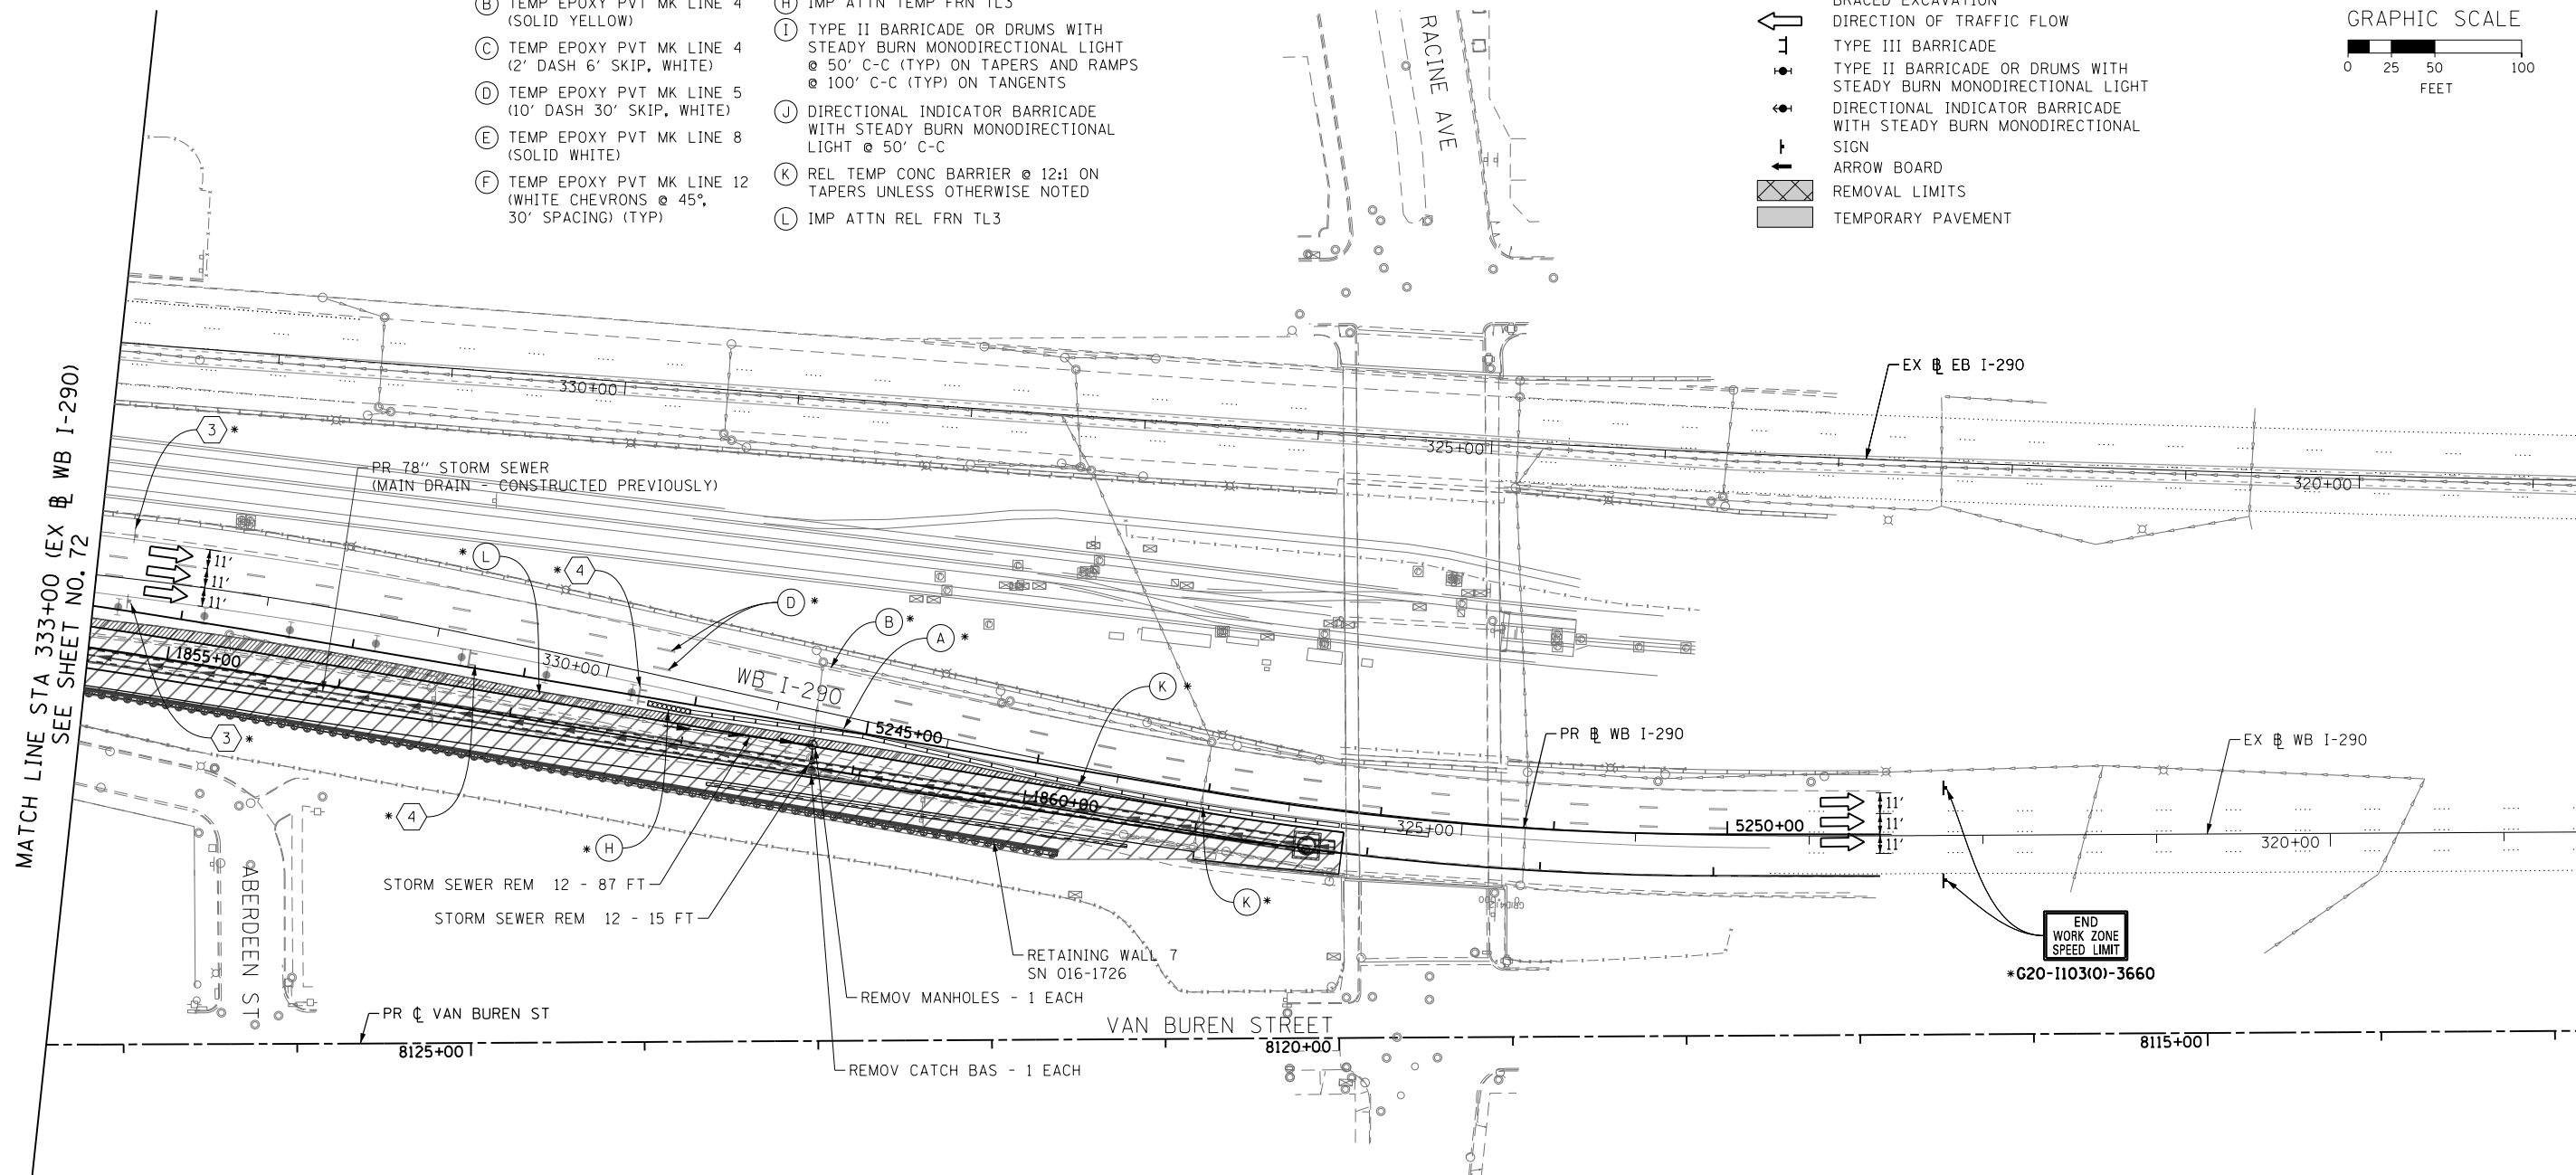 B TEMP EPOXY PVT MK LINE 4
(SOLID YELLOW)
C TEMP EPOXY PVT MK LINE 4
(2' DASH 6' SKIP, WHITE)
D TEMP EPOXY PVT MK LINE 5
(10' DASH 30' SKIP, WHITE)
E TEMP EPOXY PVT MK LINE 8
(SOLID WHITE)
F TEMP EPOXY PVT MK LINE 12
(WHITE CHEVRONS @ 45°,
30' SPACING) (TYP)
H IMP ATTN TEMP FRN TL3
I TYPE II BARRICADE OR DRUMS WITH
STEADY BURN MONODIRECTIONAL LIGHT
@ 50' C-C (TYP) ON TAPERS AND RAMPS
@ 100' C-C (TYP) ON TANGENTS
J DIRECTIONAL INDICATOR BARRICADE
WITH STEADY BURN MONODIRECTIONAL
LIGHT @ 50' C-C
K REL TEMP CONC BARRIER @ 12:1 ON
TAPERS UNLESS OTHERWISE NOTED
L IMP ATTN REL FRN TL3
RACINE AVE
BRACED EXCAVATION
DIRECTION OF TRAFFIC FLOW
TYPE III BARRICADE
TYPE II BARRICADE OR DRUMS WITH
STEADY BURN MONODIRECTIONAL LIGHT
DIRECTIONAL INDICATOR BARRICADE
WITH STEADY BURN MONODIRECTIONAL
SIGN
ARROW BOARD
REMOVAL LIMITS
TEMPORARY PAVEMENT
GRAPHIC SCALE
0 25 50 100
FEET
MATCH LINE STA 333+00 (EX BL WB I-290)
SEE SHEET NO. 72
330+00
325+00
320+00
EX BL EB I-290
3 *
PR 78'' STORM SEWER
(MAIN DRAIN - CONSTRUCTED PREVIOUSLY)
11'
11'
11'
* L
* 4
D *
B *
A *
K *
1855+00
330+00
WB I-290
5245+00
1860+00
325+00
PR BL WB I-290
5250+00
11'
11'
11'
EX BL WB I-290
320+00
3 *
* 4
* H
K *
STORM SEWER REM 12 - 87 FT
STORM SEWER REM 12 - 15 FT
RETAINING WALL 7
SN 016-1726
REMOV MANHOLES - 1 EACH
REMOV CATCH BAS - 1 EACH
END
WORK ZONE
SPEED LIMIT
*G20-I103(0)-3660
ABERDEEN ST
PR CL VAN BUREN ST
VAN BUREN STREET
8125+00
8120+00
8115+00